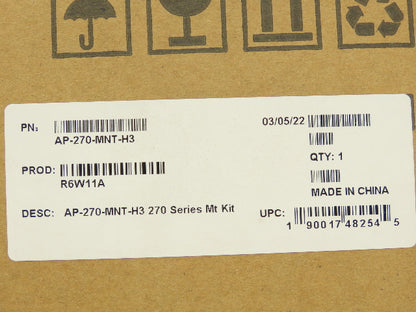 PN: AP-270-MNT-H3
03/05/22
QTY: 1
PROD: R6W11A
MADE IN CHINA
DESC: AP-270-MNT-H3 270 Series Mt Kit
UPC: 1 90017 48254 5